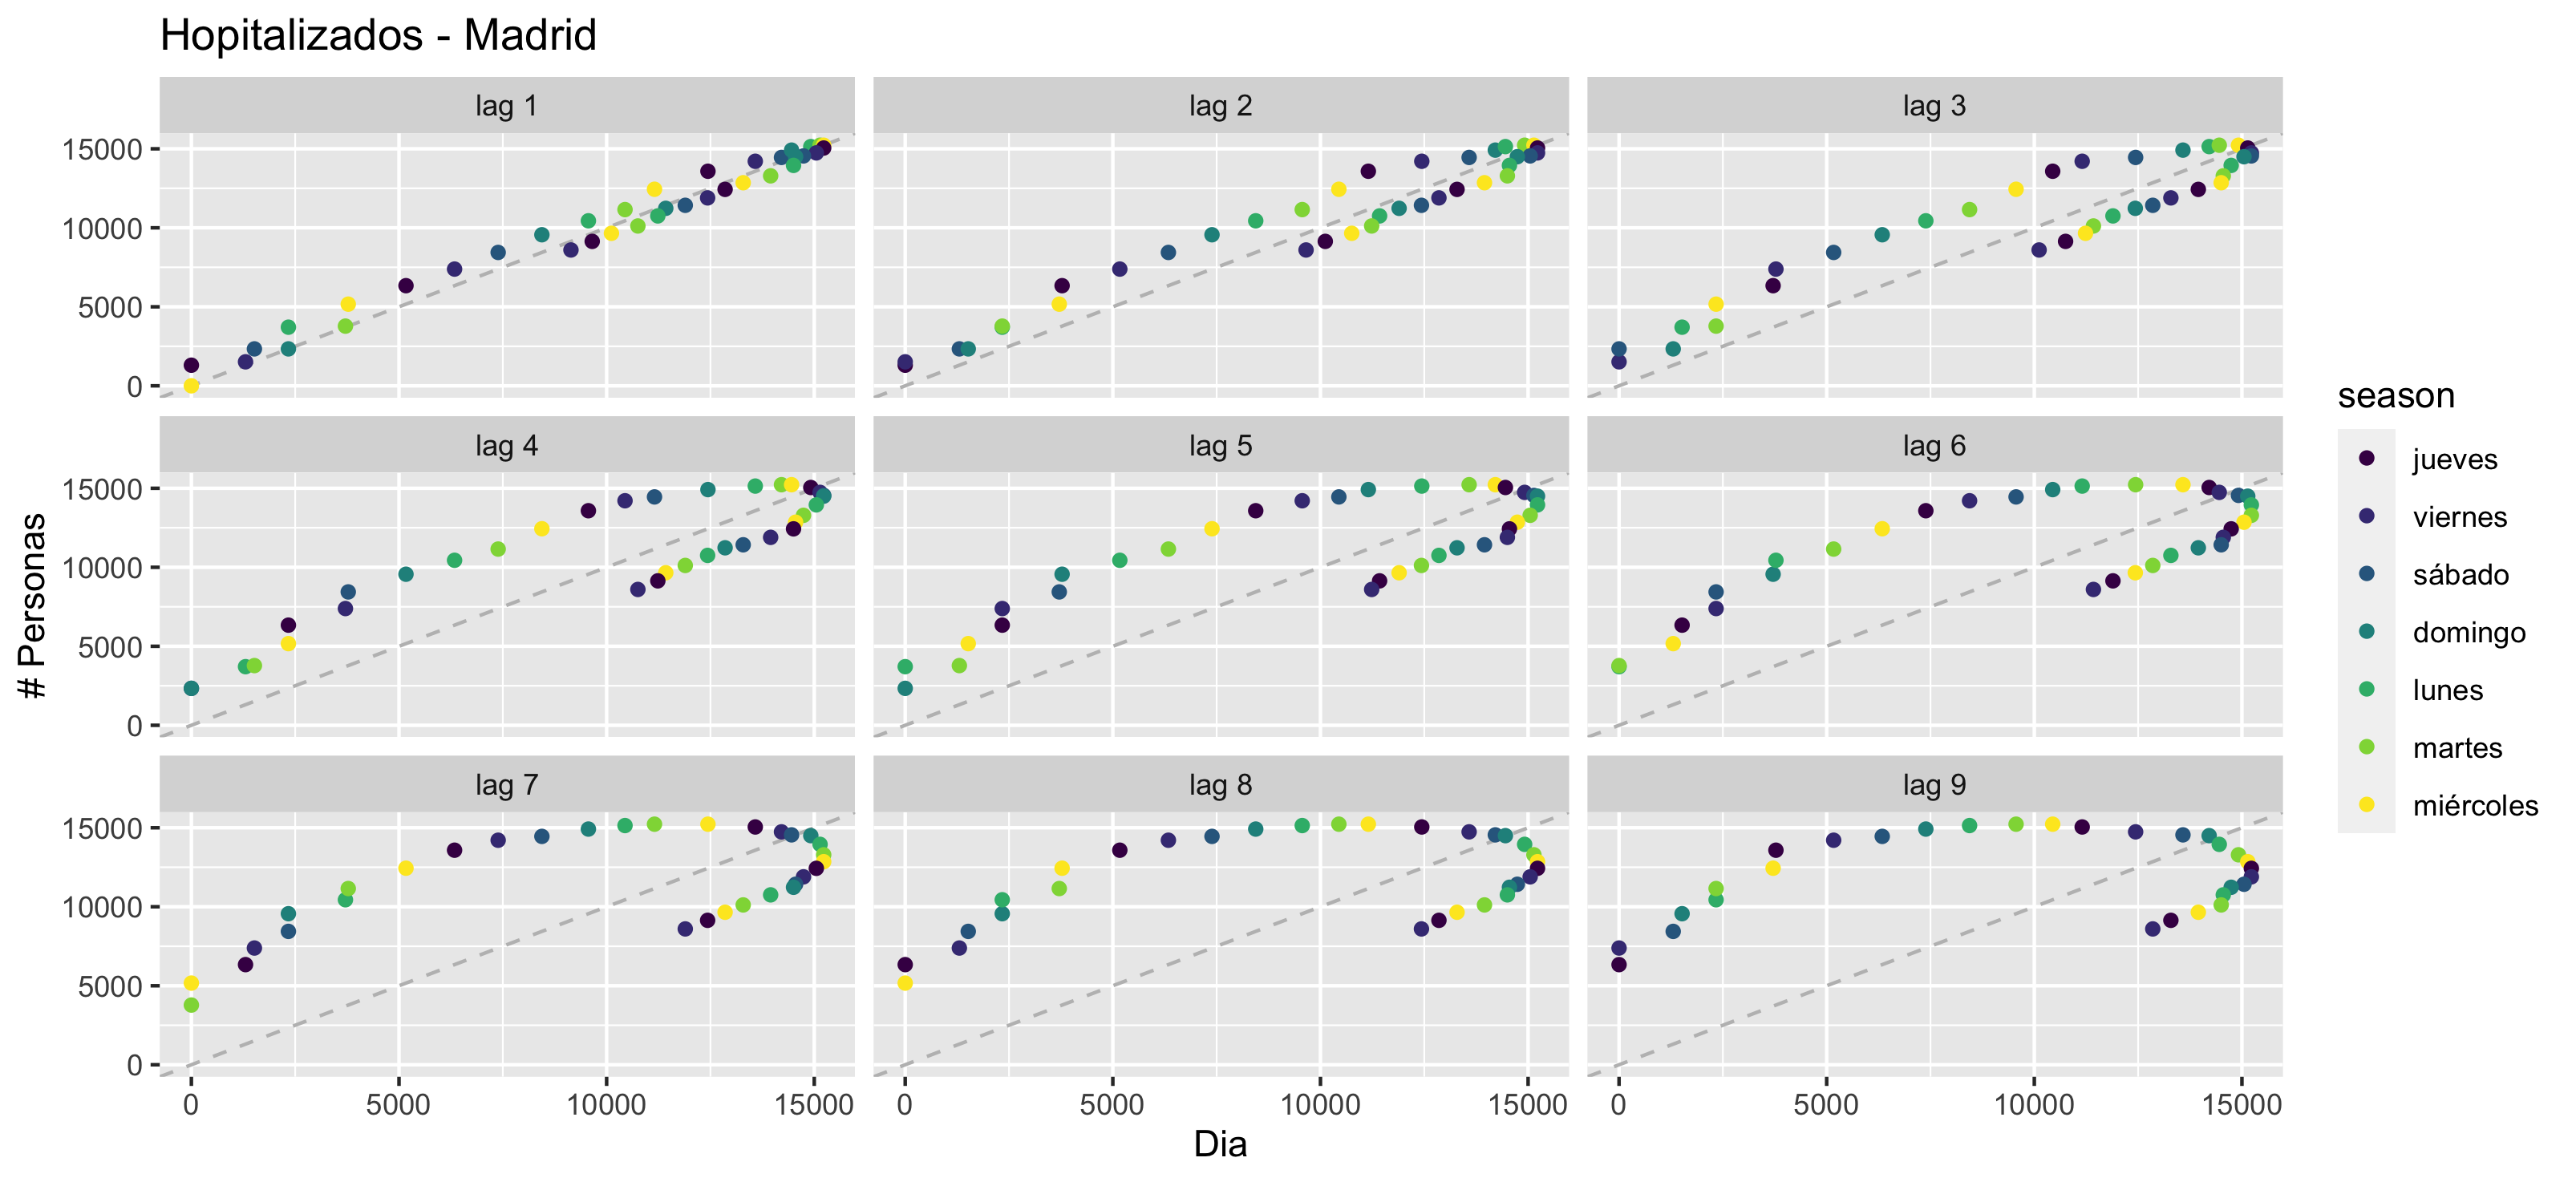 Hopitalizados - Madrid
lag 1
lag 2
lag 3
15000
10000
5000
0
lag 4
lag 5
lag 6
15000
10000
5000
0
lag 7
lag 8
lag 9
15000
10000
5000
0
0 5000 10000 15000
0 5000 10000 15000
0 5000 10000 15000
# Personas
Dia
season
jueves
viernes
sábado
domingo
lunes
martes
miércoles